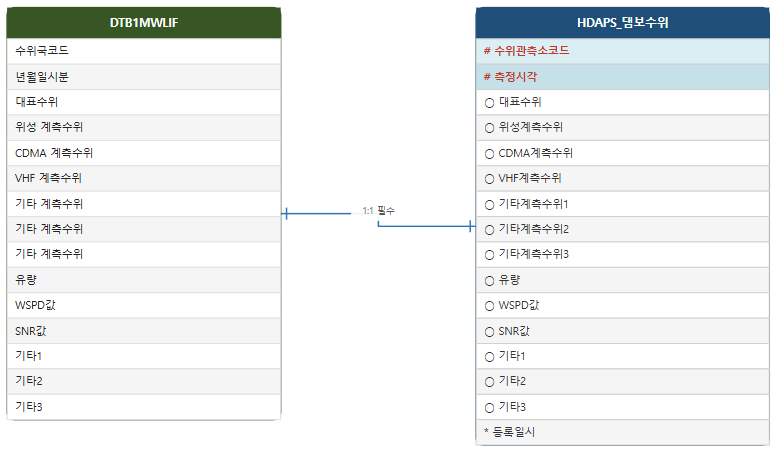 DTB1MWLIF
수위국코드
년월일시분
대표수위
위성 계측수위
CDMA 계측수위
VHF 계측수위
기타 계측수위
기타 계측수위
기타 계측수위
유량
WSPD값
SNR값
기타1
기타2
기타3
1:1 필수
HDAPS_댐보수위
# 수위관측소코드
# 측정시각
○ 대표수위
○ 위성계측수위
○ CDMA계측수위
○ VHF계측수위
○ 기타계측수위1
○ 기타계측수위2
○ 기타계측수위3
○ 유량
○ WSPD값
○ SNR값
○ 기타1
○ 기타2
○ 기타3
* 등록일시